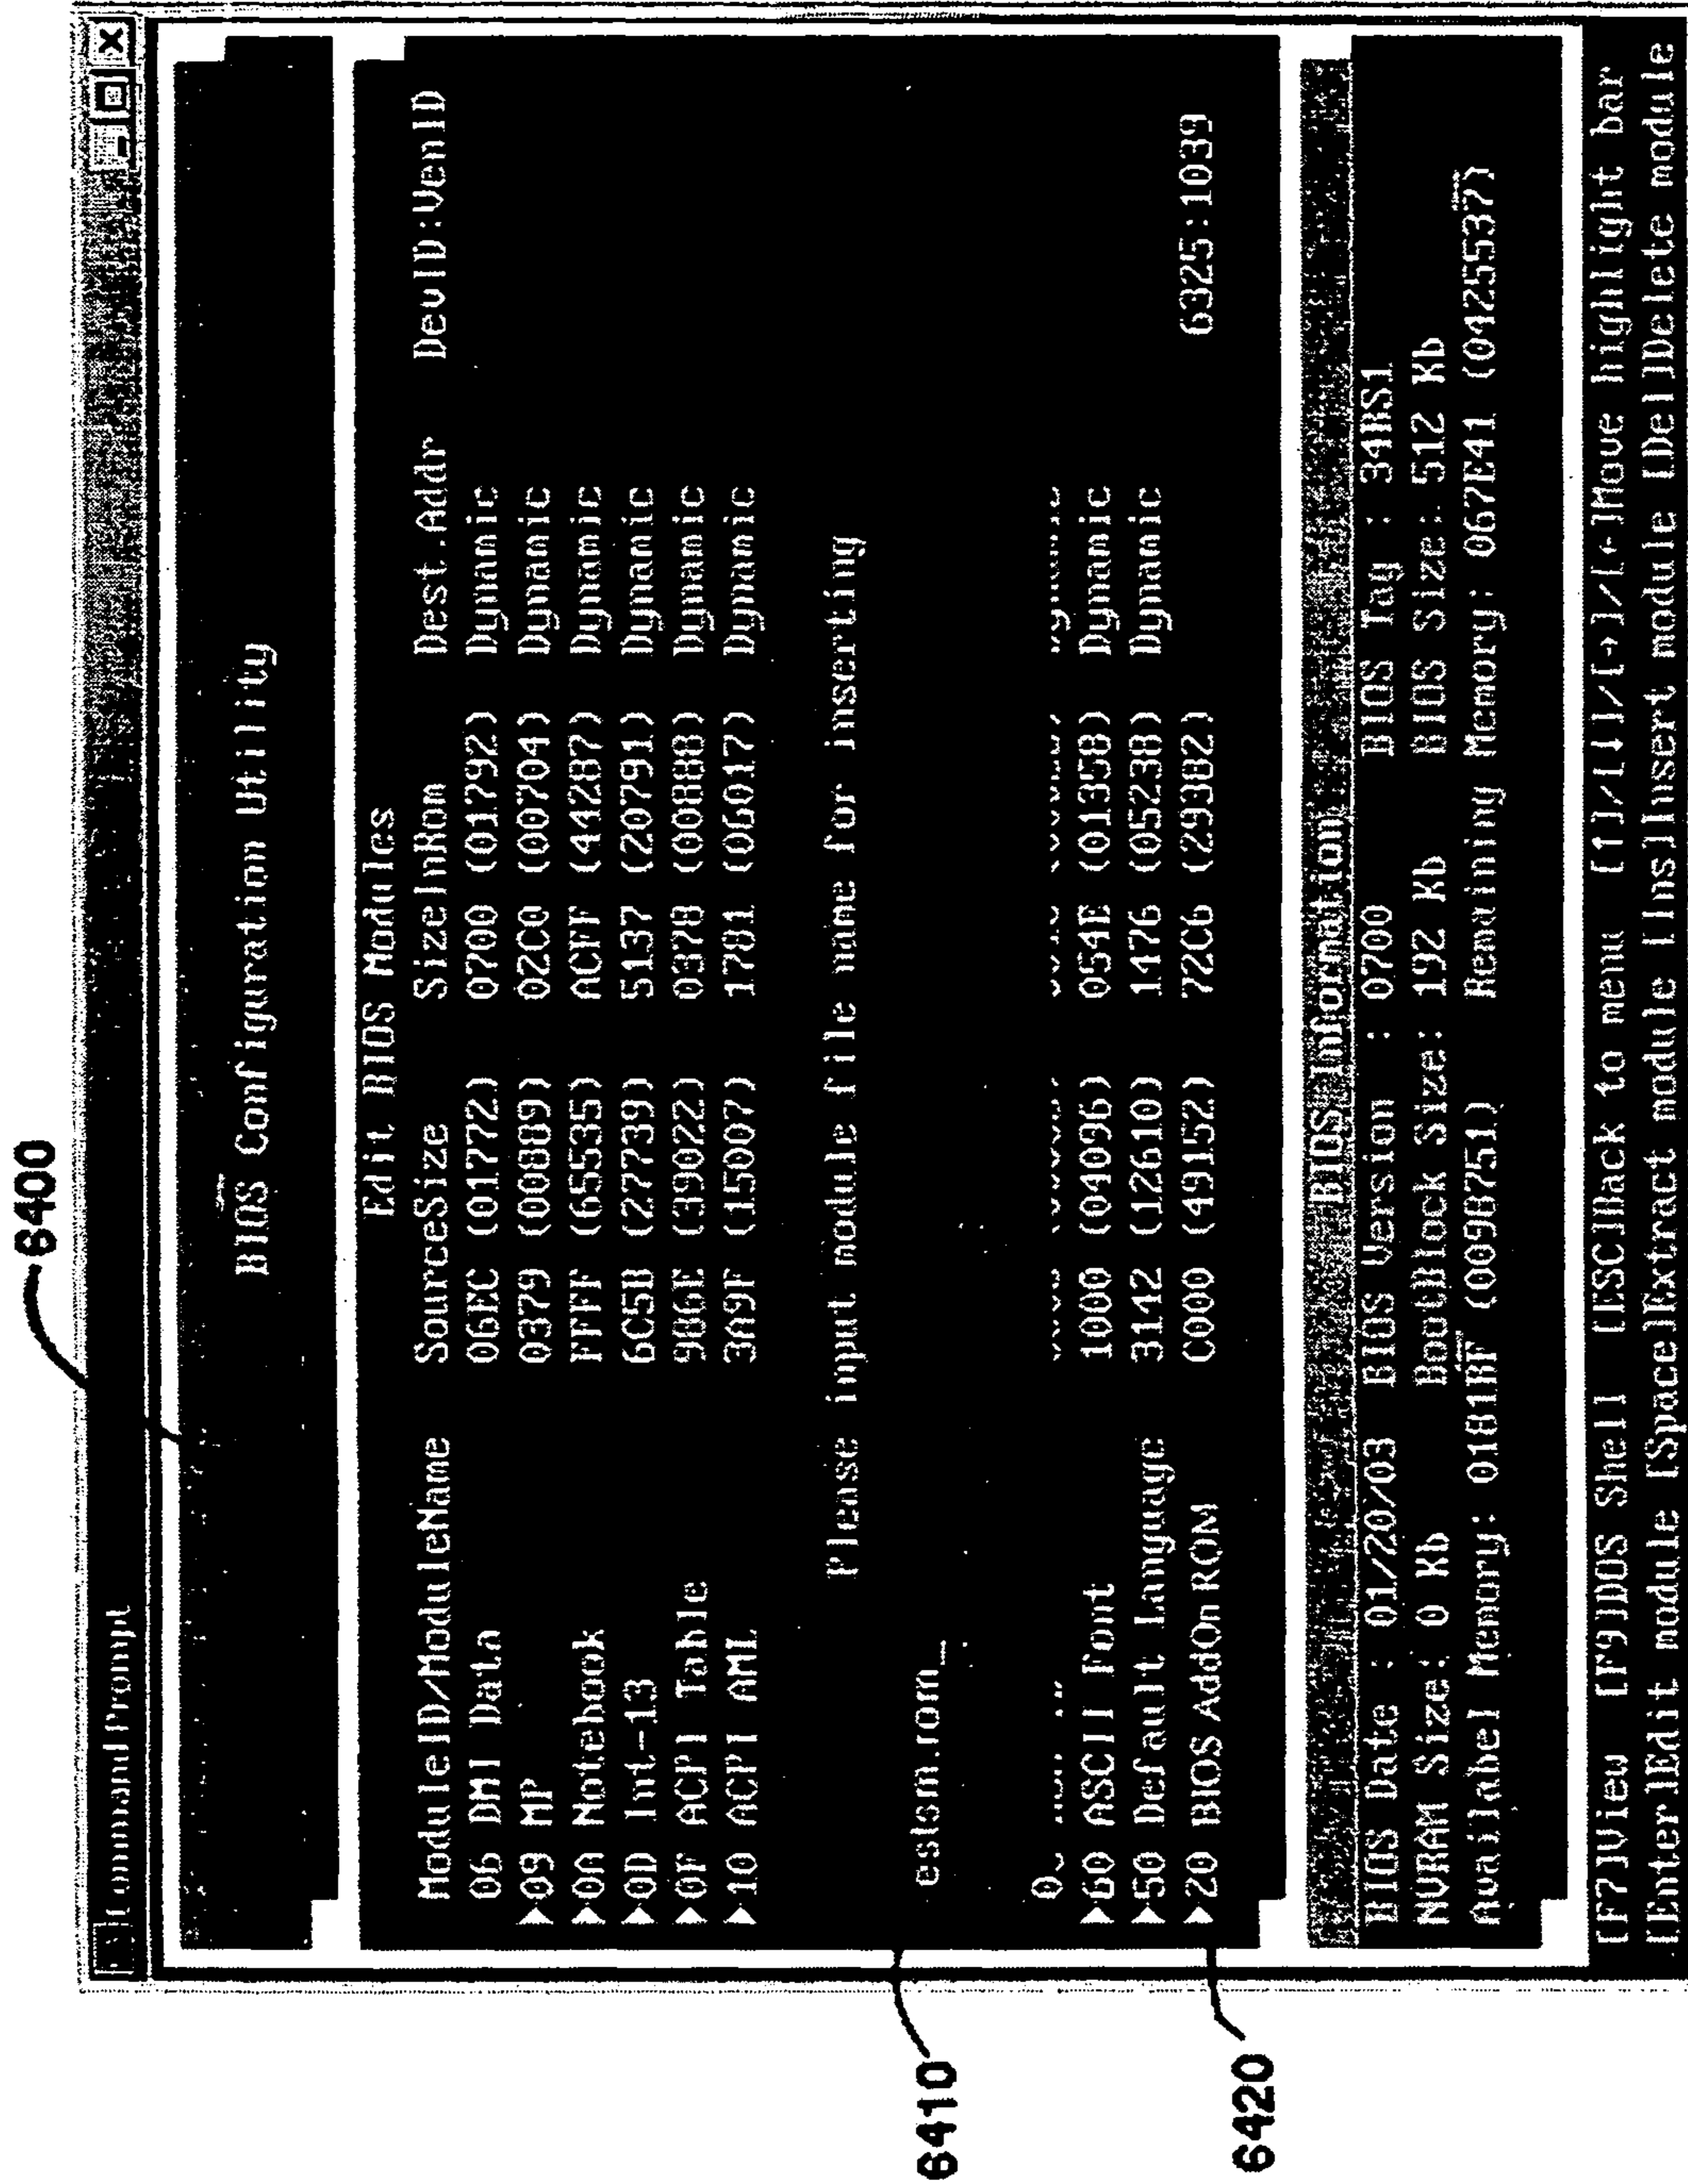 6400
Command Prompt
BIOS Configuration Utility
Edit BIOS Modules
ModuleID/ModuleName SourceSize SizeInRom Dest.Addr DevID:VenID
06 DMI Data 06EC (01772) 0700 (01792) Dynamic
▶09 MP 0379 (00889) 02C0 (00704) Dynamic
▶0A Notebook FFFF (65535) ACFF (44287) Dynamic
▶0D Int-13 6C5B (27739) 5137 (20791) Dynamic
▶0F ACPI Table 986E (39022) 0378 (00888) Dynamic
▶10 ACPI AML 3A9F (15007) 1781 (06017) Dynamic
Please input module file name for inserting
6410
estsm.rom_
▶60 ASCII Font 1000 (04096) 054E (01358) Dynamic
▶50 Default Language 3142 (12610) 1476 (05238) Dynamic
▶20 BIOS AddOn ROM C000 (49152) 72C6 (29382) 6325:1039
6420
BIOS Information
BIOS Date : 01/20/03 BIOS Version : 0700 BIOS Tag : 34BS1
NVRAM Size: 0 Kb BootBlock Size: 192 Kb BIOS Size: 512 Kb
Availabel Memory: 0181BF (0098751) Remaining Memory: 067E41 (0425537)
[F7]View [F9]DOS Shell [ESC]Back to menu [↑]/[↓]/[→]/[←]Move highlight bar
[Enter]Edit module [Space]Extract module [Ins]Insert module [Del]Delete module